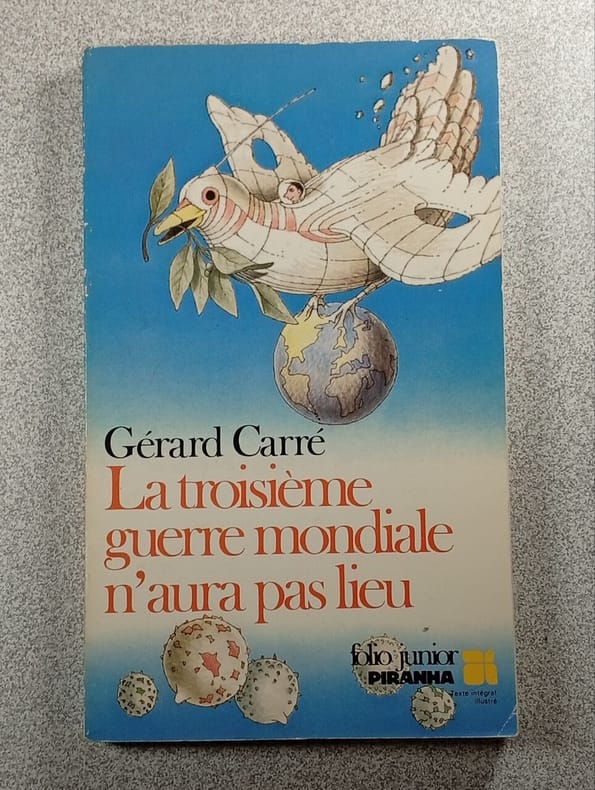 Gérard Carré
La troisième
guerre mondiale
n'aura pas lieu
folio junior
PIRANHA
Texte intégral
illustré